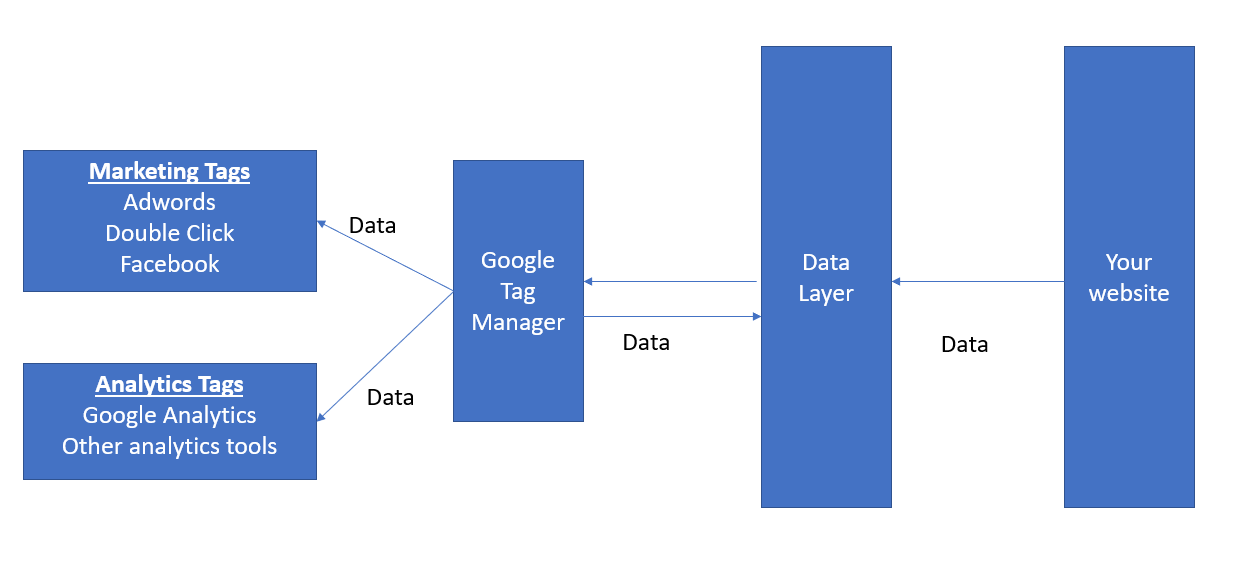 Marketing Tags
Adwords
Double Click
Facebook
Data
Analytics Tags
Google Analytics
Other analytics tools
Data
Google
Tag
Manager
Data
Data
Layer
Data
Your
website